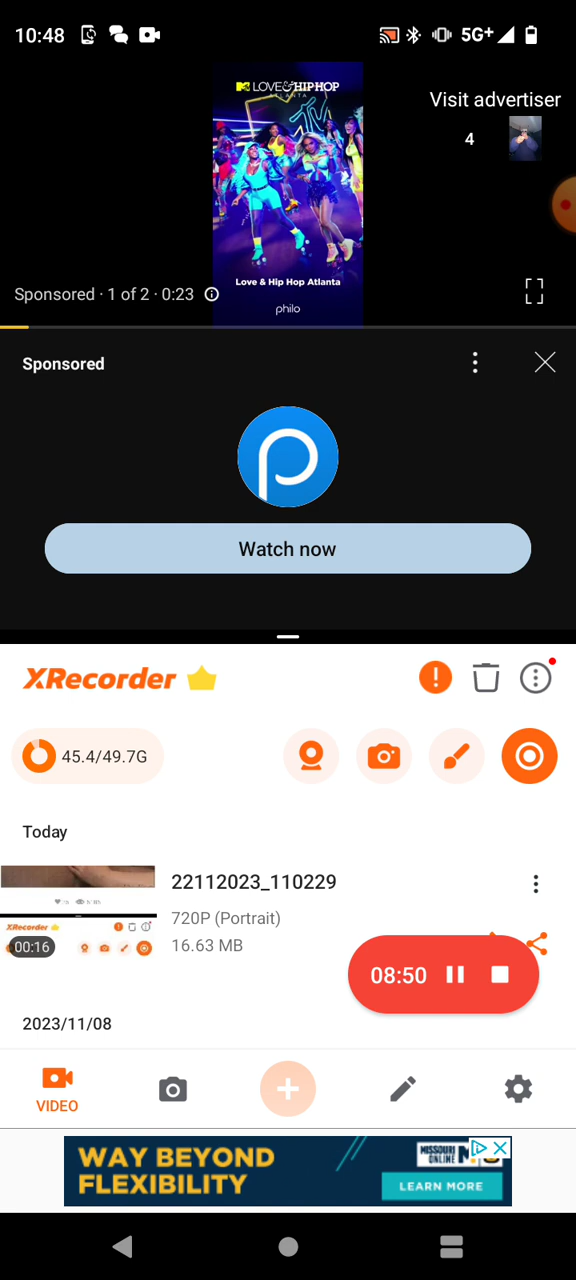 10:48
5G+
MTV LOVE & HIP HOP
ATLANTA
Visit advertiser
4
Love & Hip Hop Atlanta
philo
Sponsored · 1 of 2 · 0:23
Sponsored
Watch now
XRecorder
45.4/49.7G
Today
22112023_110229
720P (Portrait)
16.63 MB
XRecorder
00:16
08:50
2023/11/08
VIDEO
WAY BEYOND
FLEXIBILITY
MISSOURI
ONLINE
LEARN MORE